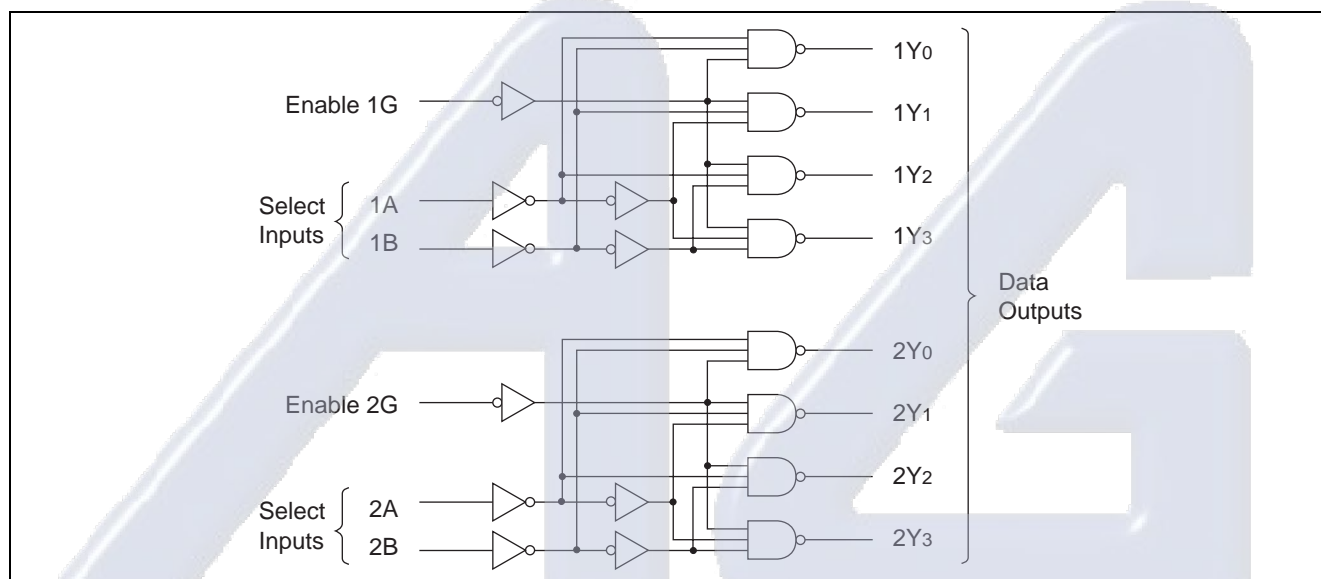 1Y0
Enable 1G
1Y1
1Y2
Select
Inputs
1A
1B
1Y3
Data
Outputs
2Y0
Enable 2G
2Y1
2Y2
Select
Inputs
2A
2B
2Y3